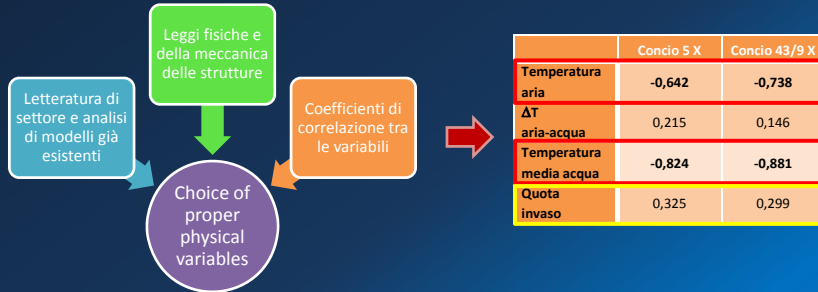 Leggi fisiche e
della meccanica
delle strutture
Letteratura di
settore e analisi
di modelli già
esistenti
Coefficienti di
correlazione tra
le variabili
Choice of
proper
physical
variables
Concio 5 X Concio 43/9 X
Temperatura
aria -0,642 -0,738
ΔT
aria-acqua 0,215 0,146
Temperatura
media acqua -0,824 -0,881
Quota
invaso 0,325 0,299